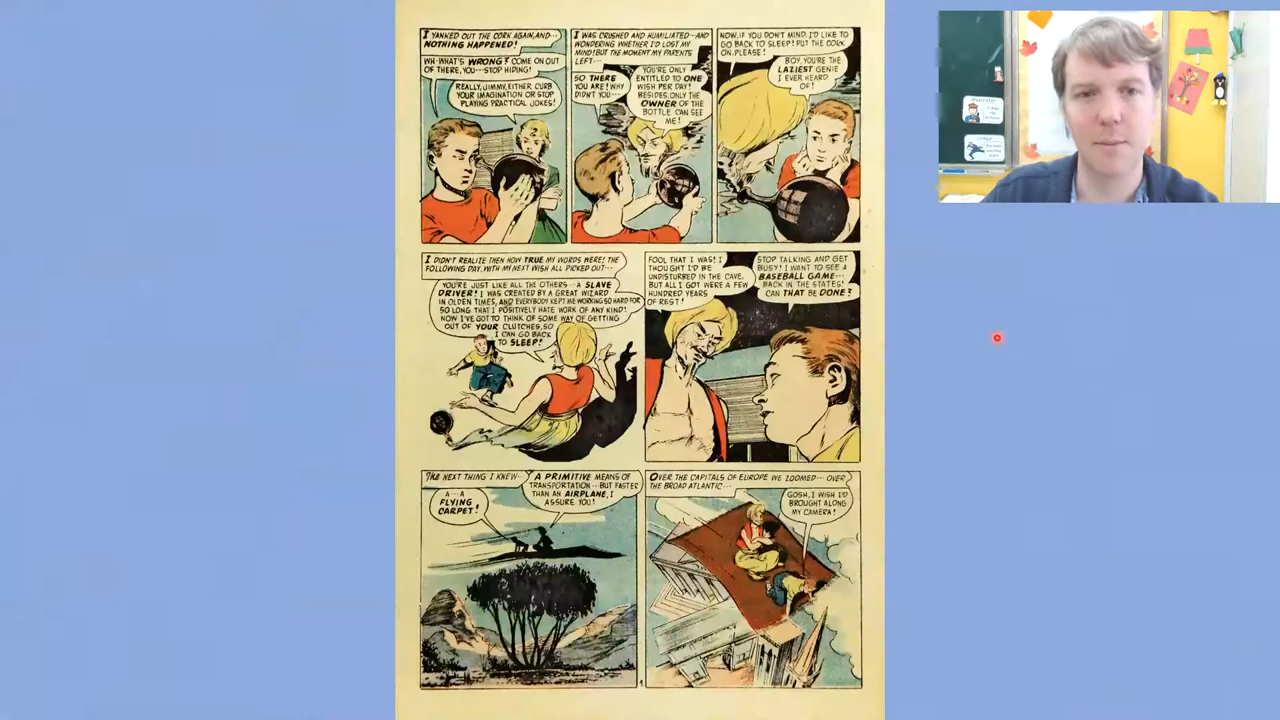 I YANKED OUT THE CORK AGAIN, AND...
NOTHING HAPPENED!
WH-WHAT'S WRONG? COME ON OUT
OF THERE, YOU---STOP HIDING!
REALLY, JIMMY, EITHER CURB
YOUR IMAGINATION OR STOP
PLAYING PRACTICAL JOKES!
I WAS CRUSHED AND HUMILIATED--AND
WONDERING WHETHER I'D LOST MY
MIND! BUT THE MOMENT MY PARENTS
LEFT---
SO THERE
YOU ARE! WHY
DIDN'T YOU---
YOU'RE ONLY
ENTITLED TO ONE
WISH PER DAY!
BESIDES, ONLY THE
OWNER OF THE
BOTTLE CAN SEE
ME!
NOW, IF YOU DON'T MIND, I'D LIKE TO
GO BACK TO SLEEP! PUT THE CORK
ON, PLEASE!
BOY, YOU'RE THE
LAZIEST GENIE
I EVER HEARD
OF!
I DIDN'T REALIZE THEN HOW TRUE MY WORDS WERE! THE
FOLLOWING DAY, WITH MY NEXT WISH ALL PICKED OUT---
YOU'RE JUST LIKE ALL THE OTHERS---A SLAVE
DRIVER! I WAS CREATED BY A GREAT WIZARD
IN OLDEN TIMES, AND EVERYBODY KEPT ME WORKING SO HARD FOR
SO LONG THAT I POSITIVELY HATE WORK OF ANY KIND!
NOW I'VE GOT TO THINK OF SOME WAY OF GETTING
OUT OF YOUR CLUTCHES, SO
I CAN GO BACK
TO SLEEP!
FOOL THAT I WAS! I
THOUGHT I'D BE
UNDISTURBED IN THE CAVE,
BUT ALL I GOT WERE A FEW
HUNDRED YEARS
OF REST!
STOP TALKING AND GET
BUSY! I WANT TO SEE A
BASEBALL GAME---
BACK IN THE STATES!
CAN THAT BE DONE?
THE NEXT THING I KNEW--
A---A
FLYING
CARPET!
A PRIMITIVE MEANS OF
TRANSPORTATION---BUT FASTER
THAN AN AIRPLANE, I
ASSURE YOU!
OVER THE CAPITALS OF EUROPE WE ZOOMED--- OVER
THE BROAD ATLANTIC---
GOSH, I WISH I'D
BROUGHT ALONG
MY CAMERA!